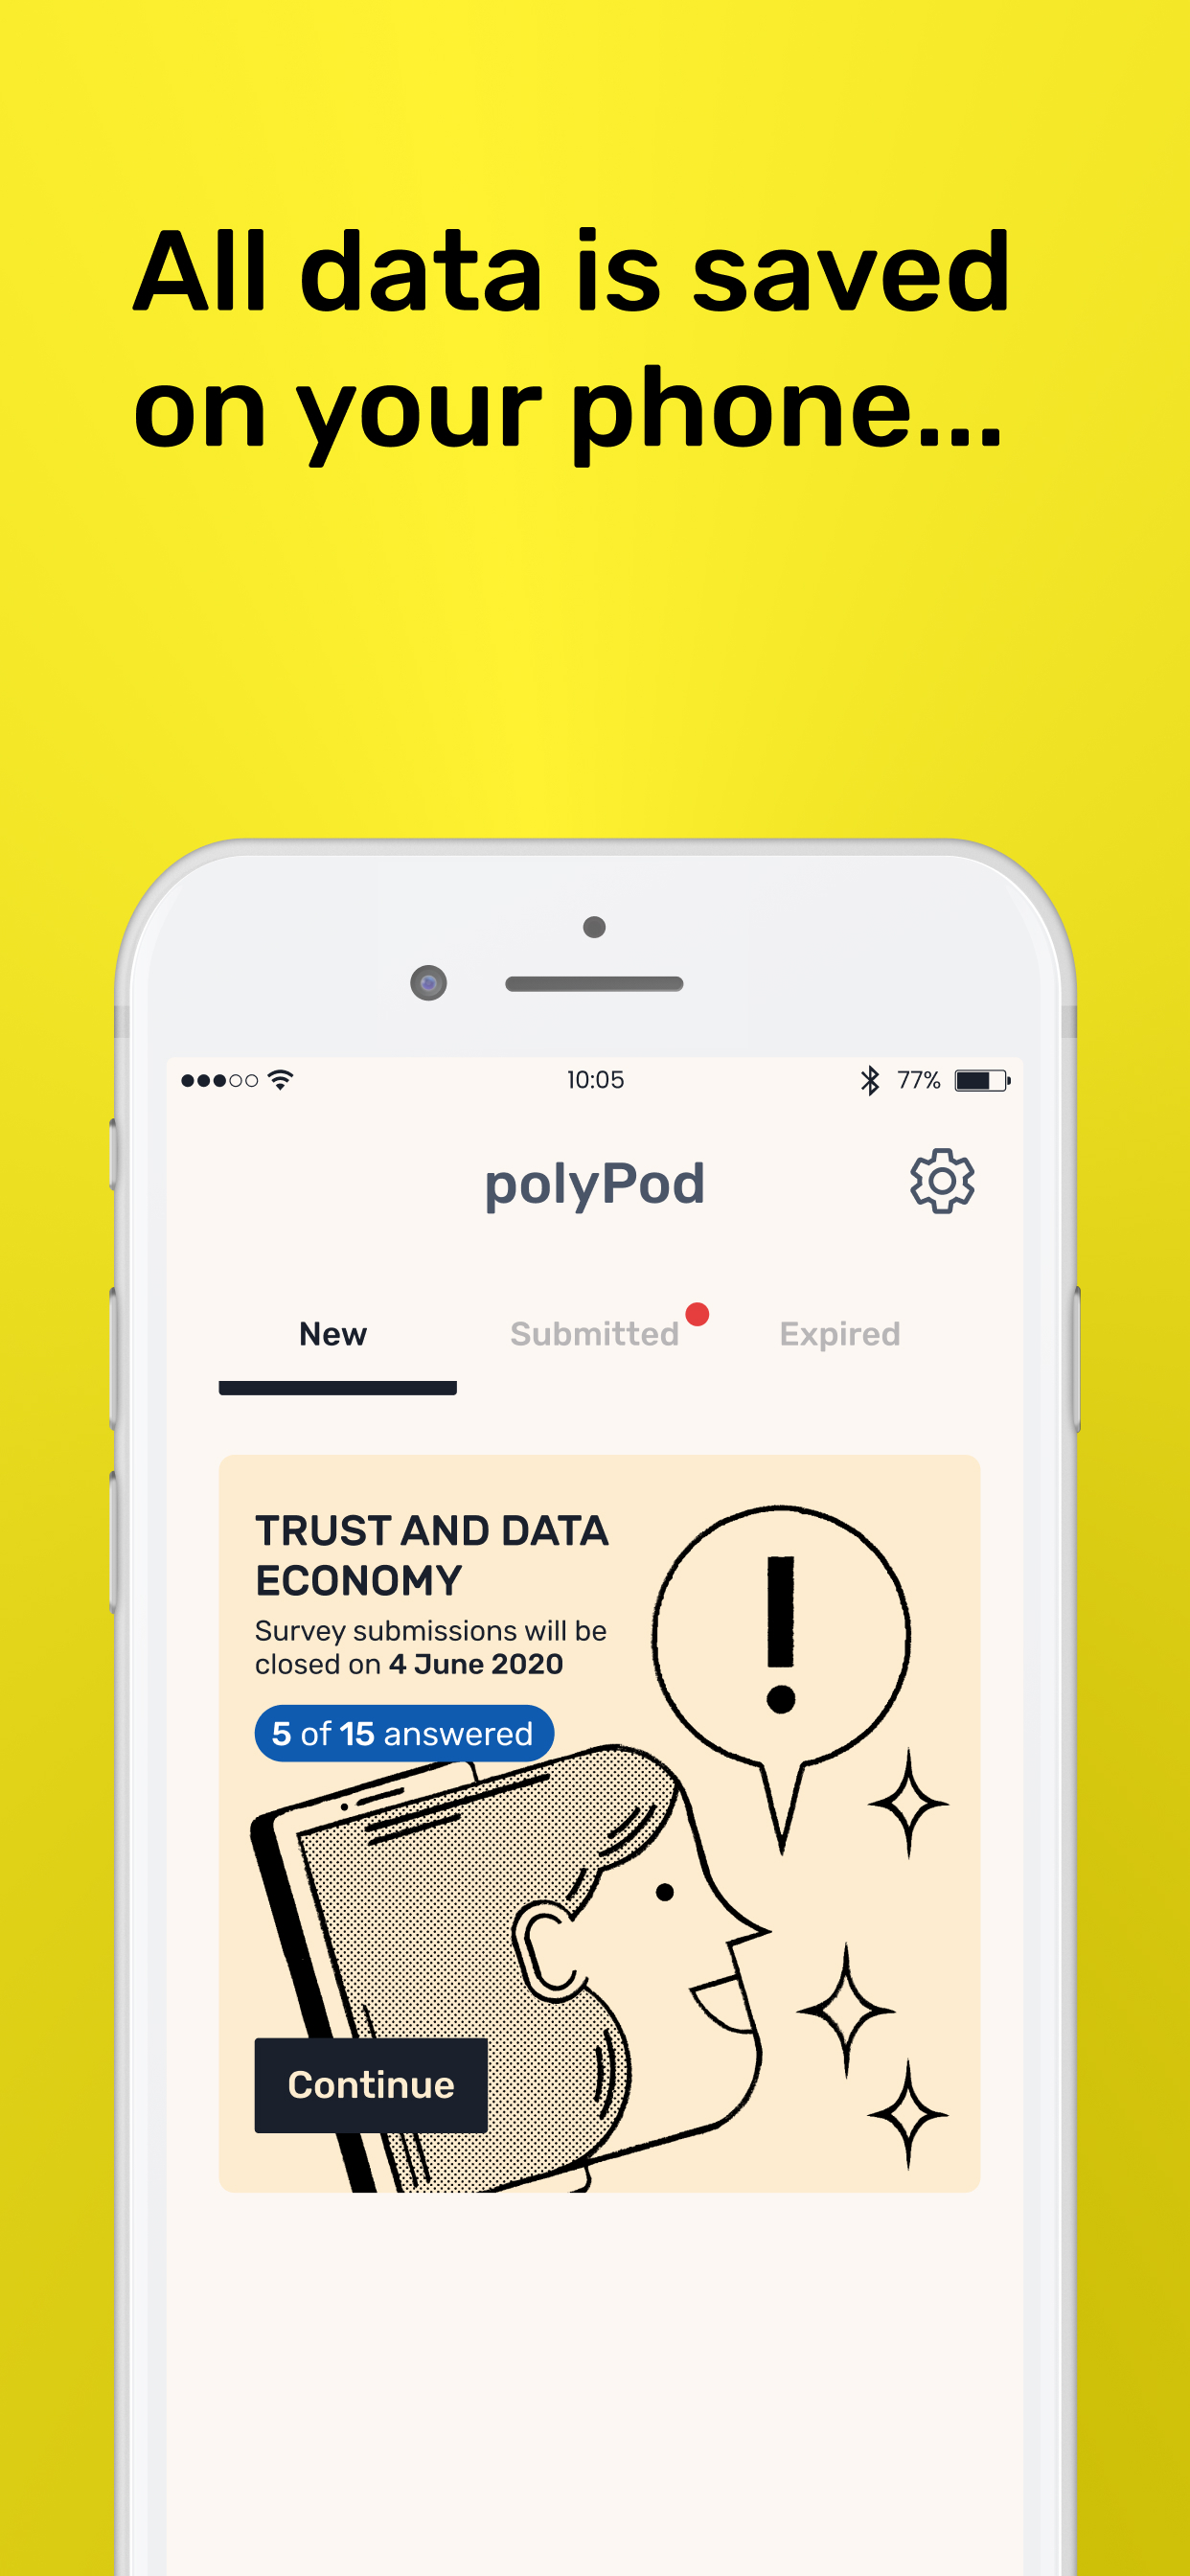 All data is saved
on your phone...
10:05
77%
polyPod
New
Submitted
Expired
TRUST AND DATA
ECONOMY
Survey submissions will be
closed on 4 June 2020
5 of 15 answered
Continue